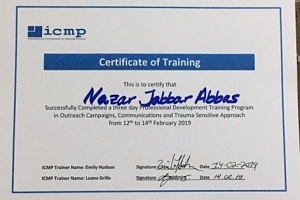 icmp
Certificate of Training
This is to certify that
Nazar Jabbar Abbas
Successfully Completed a three day Professional Development Training Program
in Outreach Campaigns, Communications and Trauma Sensitive Approach
from 12th to 14th February 2019
ICMP Trainer Name: Emily Hudson Signature Date 14-02-2019
ICMP Trainer Name: Luana Grillo Signature Date 14.02.19